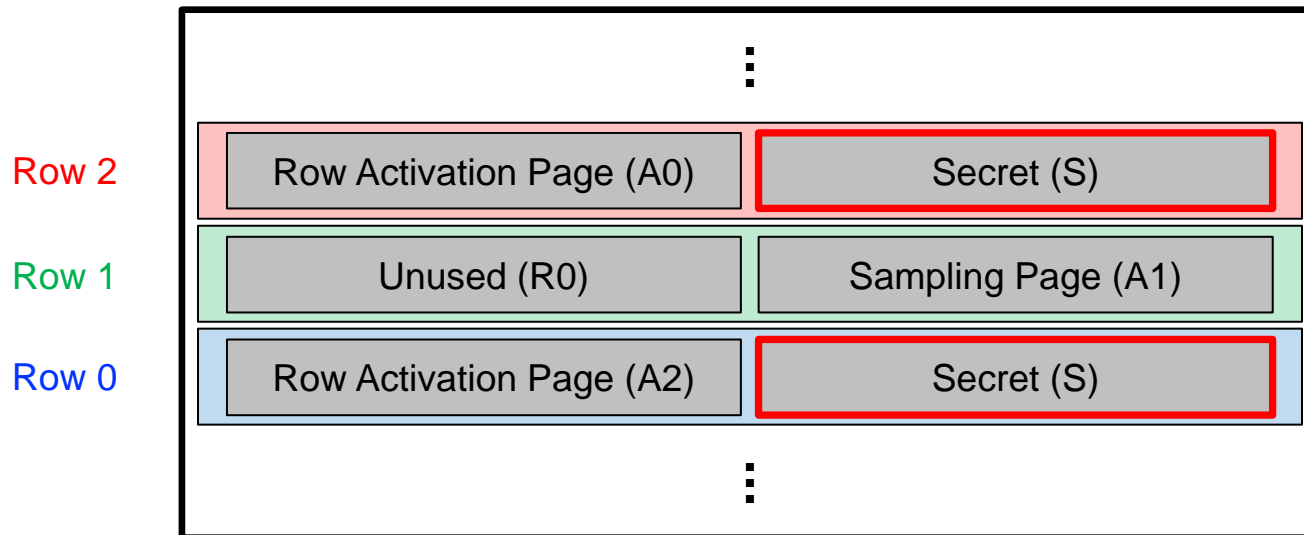 Row 2
Row Activation Page (A0)
Secret (S)
Row 1
Unused (R0)
Sampling Page (A1)
Row 0
Row Activation Page (A2)
Secret (S)